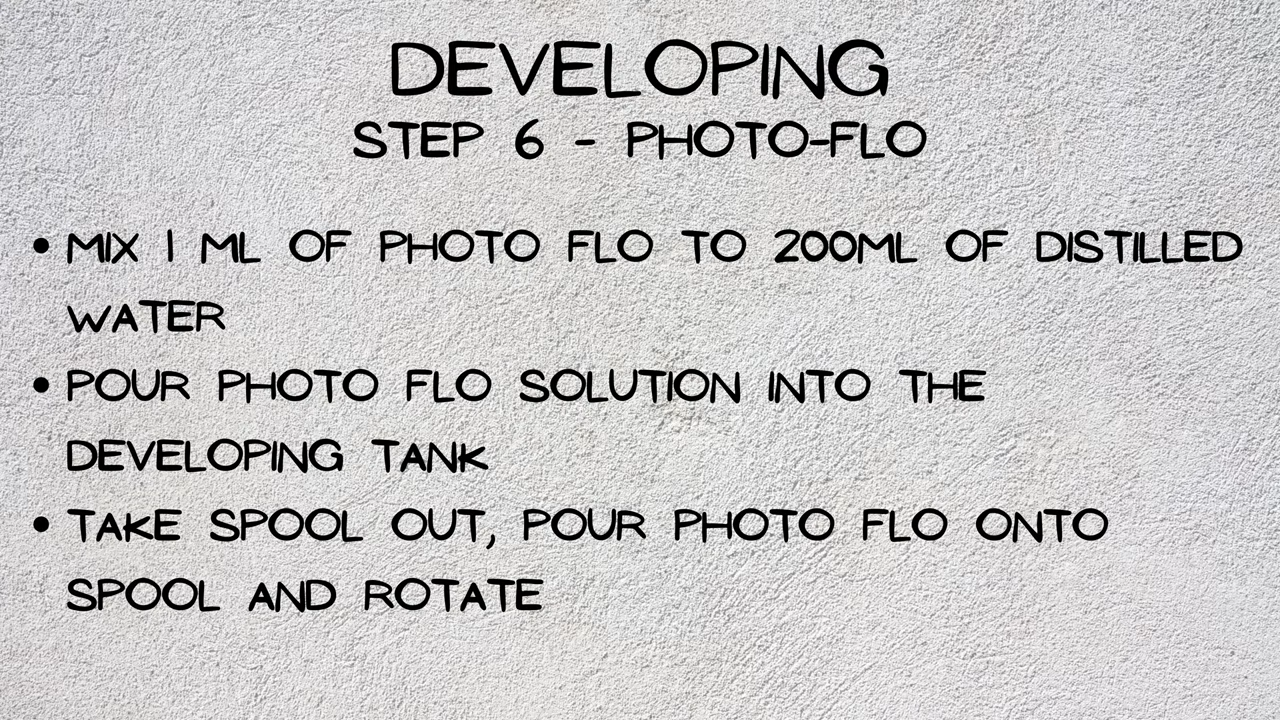 DEVELOPING
STEP 6 - PHOTO-FLO
• MIX 1 ML OF PHOTO FLO TO 200ML OF DISTILLED
WATER
• POUR PHOTO FLO SOLUTION INTO THE
DEVELOPING TANK
• TAKE SPOOL OUT, POUR PHOTO FLO ONTO
SPOOL AND ROTATE